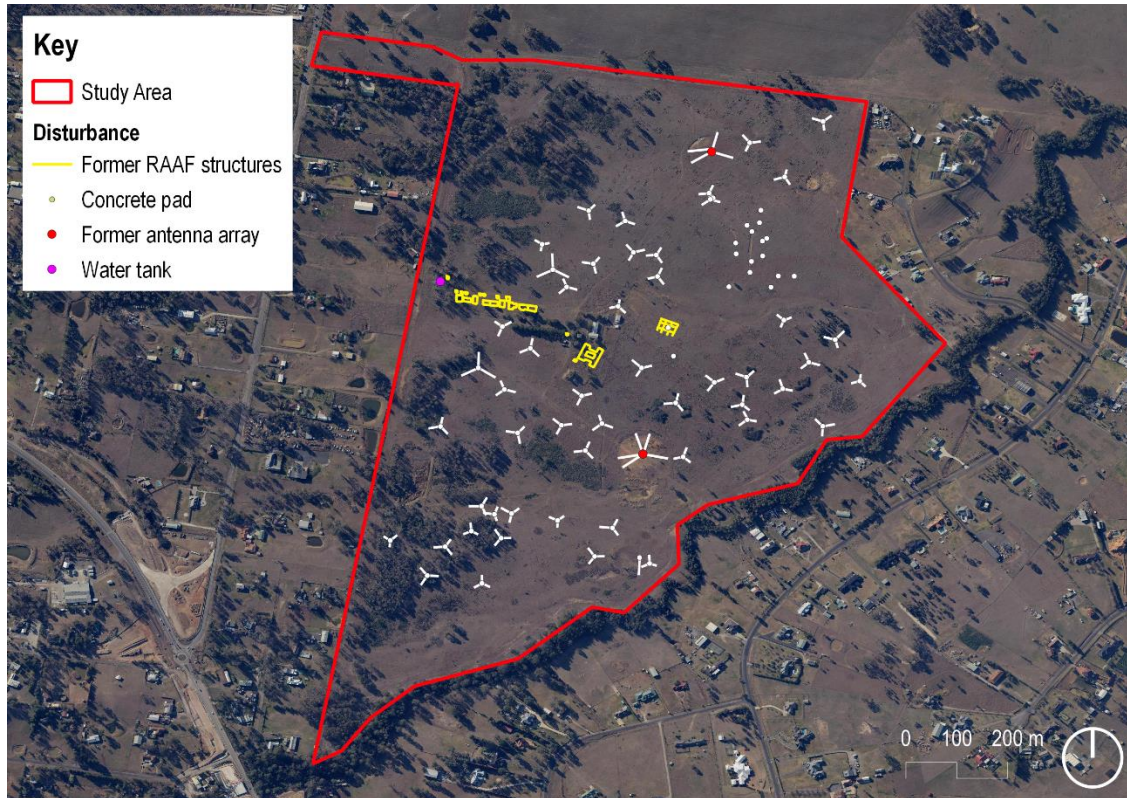 Key
Study Area
Disturbance
Former RAAF structures
Concrete pad
Former antenna array
Water tank
0 100 200 m